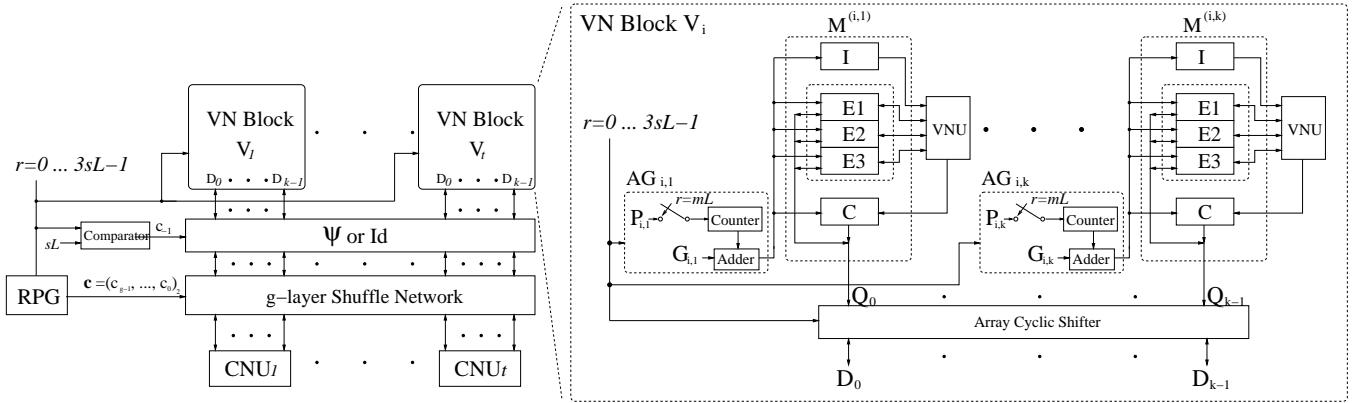 VN Block
V1
D0 · · · Dk−1
· · · ·
VN Block
Vt
D0 · · · Dk−1
r=0 ... 3sL−1
sL
Comparator
c−1
Ψ or Id
RPG
c =(cg−1, ..., c0)2
g−layer Shuffle Network
CNU1
· · · ·
CNUt
VN Block Vi
r=0 ... 3sL−1
M(i,1)
I
E1
E2
E3
VNU
C
AG i,1
r=mL
Pi,1
Counter
Gi,1
Adder
· · · ·
M(i,k)
I
E1
E2
E3
VNU
C
AG i,k
r=mL
Pi,k
Counter
Gi,k
Adder
Q0
· · · ·
Qk−1
Array Cyclic Shifter
D0
· · · ·
Dk−1